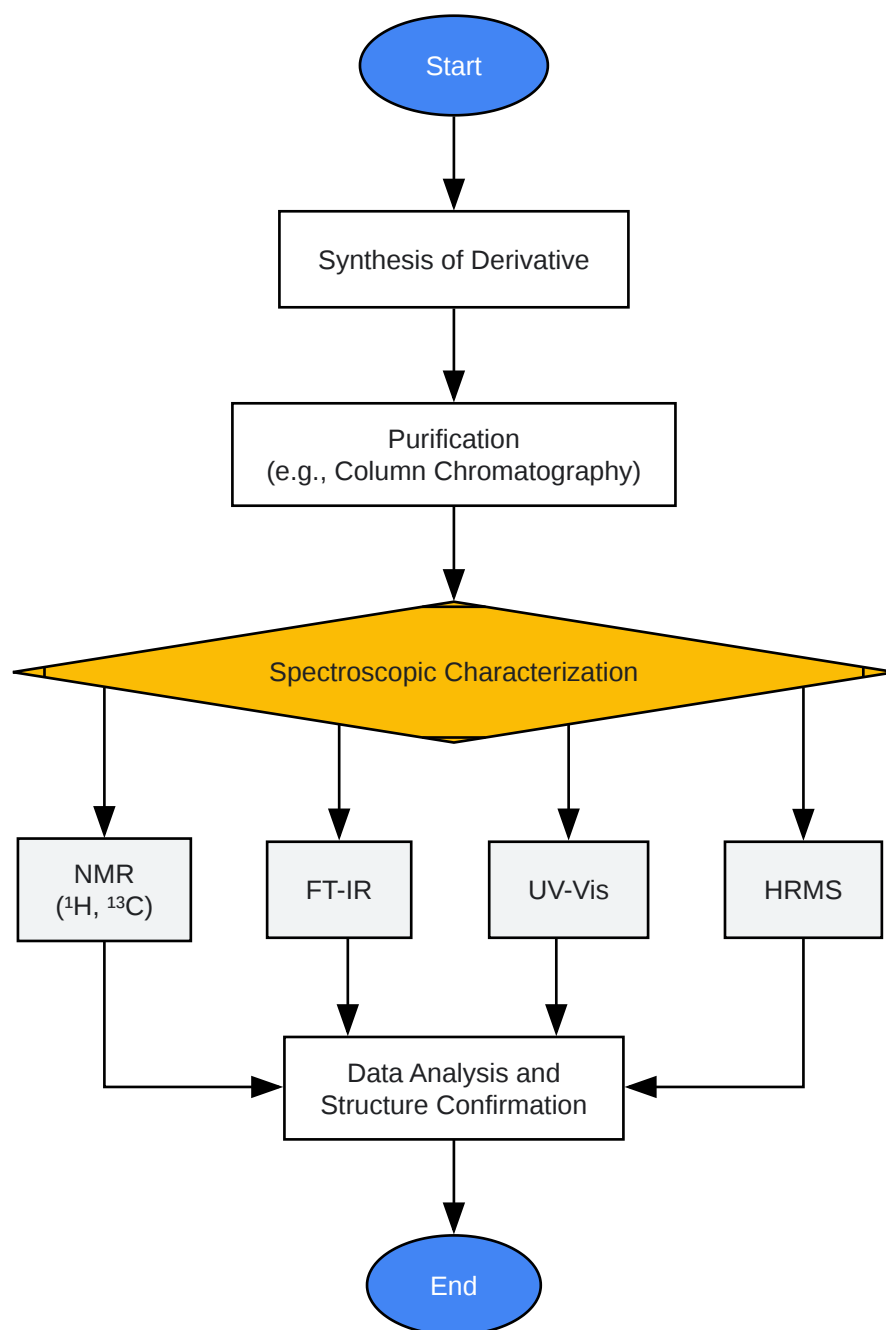 Start
Synthesis of Derivative
Purification
(e.g., Column Chromatography)
Spectroscopic Characterization
NMR
(¹H, ¹³C)
FT-IR
UV-Vis
HRMS
Data Analysis and
Structure Confirmation
End